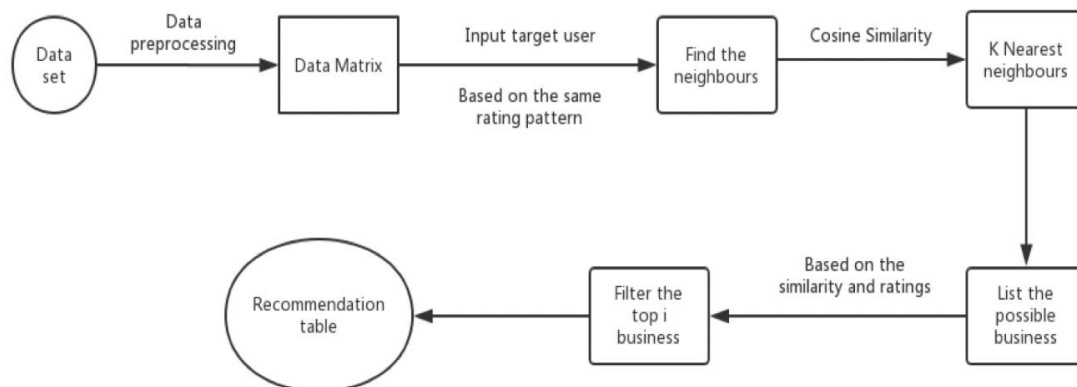 Data
set
Data
preprocessing
Data Matrix
Input target user
Based on the same
rating pattern
Find the
neighbours
Cosine Similarity
K Nearest
neighbours
List the
possible
business
Based on the
similarity and ratings
Filter the
top i
business
Recommendation
table